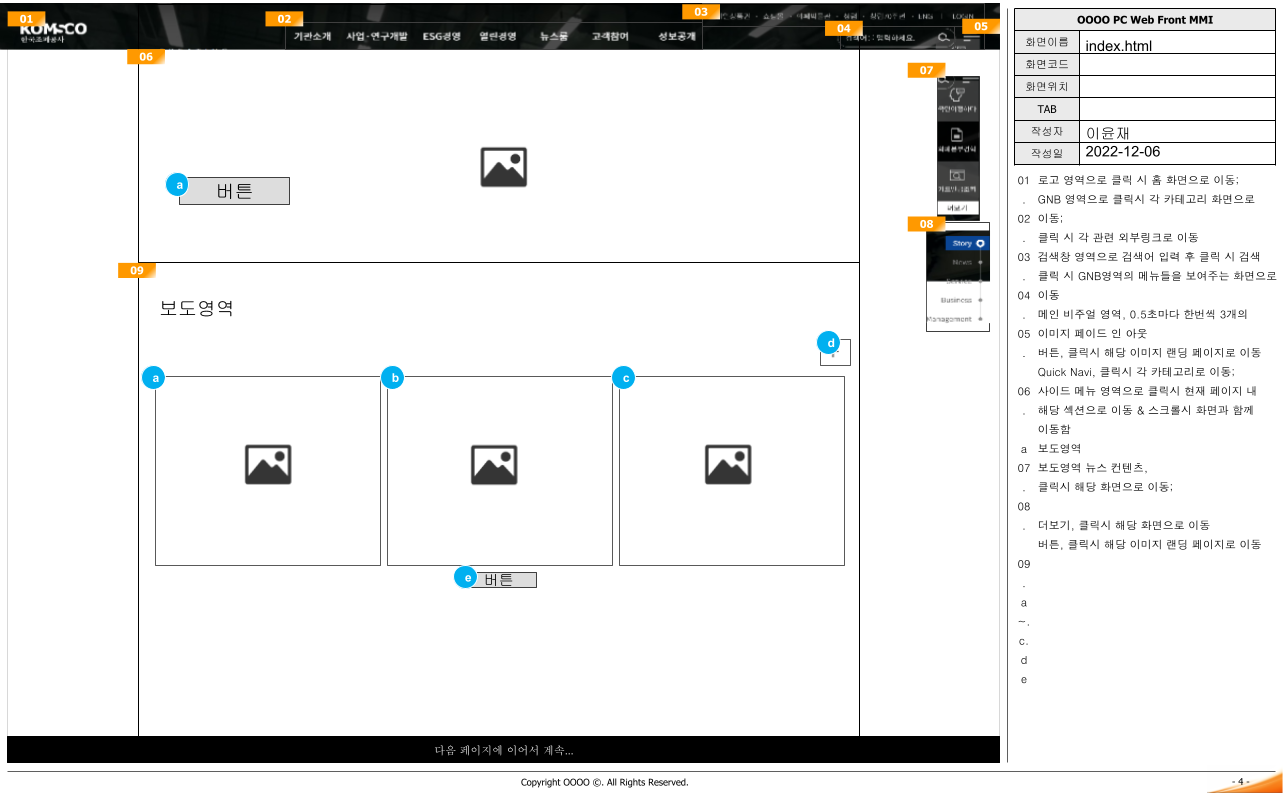 01
02
03
04
05
KOMSCO
한국조폐공사
기관소개 사업·연구개발 ESG경영 열린경영 뉴스룸 고객참여 정보공개
ENG LOGIN
06
07
a
버튼
더보기
08
Story
News
Business
Management
09
보도영역
d
a
b
c
e
버튼
다음 페이지에 이어서 계속...
OOOO PC Web Front MMI
화면이름 index.html
화면코드
화면위치
TAB
작성자 이윤재
작성일 2022-12-06
01 로고 영역으로 클릭 시 홈 화면으로 이동;
. GNB 영역으로 클릭시 각 카테고리 화면으로
02 이동;
. 클릭 시 각 관련 외부링크로 이동
03 검색창 영역으로 검색어 입력 후 클릭 시 검색
. 클릭 시 GNB영역의 메뉴들을 보여주는 화면으로
04 이동
. 메인 비주얼 영역, 0.5초마다 한번씩 3개의
05 이미지 페이드 인 아웃
. 버튼, 클릭시 해당 이미지 랜딩 페이지로 이동
Quick Navi, 클릭시 각 카테고리로 이동;
06 사이드 메뉴 영역으로 클릭시 현재 페이지 내
. 해당 섹션으로 이동 & 스크롤시 화면과 함께
이동함
a 보도영역
07 보도영역 뉴스 컨텐츠,
. 클릭시 해당 화면으로 이동;
08
. 더보기, 클릭시 해당 화면으로 이동
버튼, 클릭시 해당 이미지 랜딩 페이지로 이동
09
.
a
~.
c.
d
e
Copyright OOOO ©. All Rights Reserved.
- 4 -